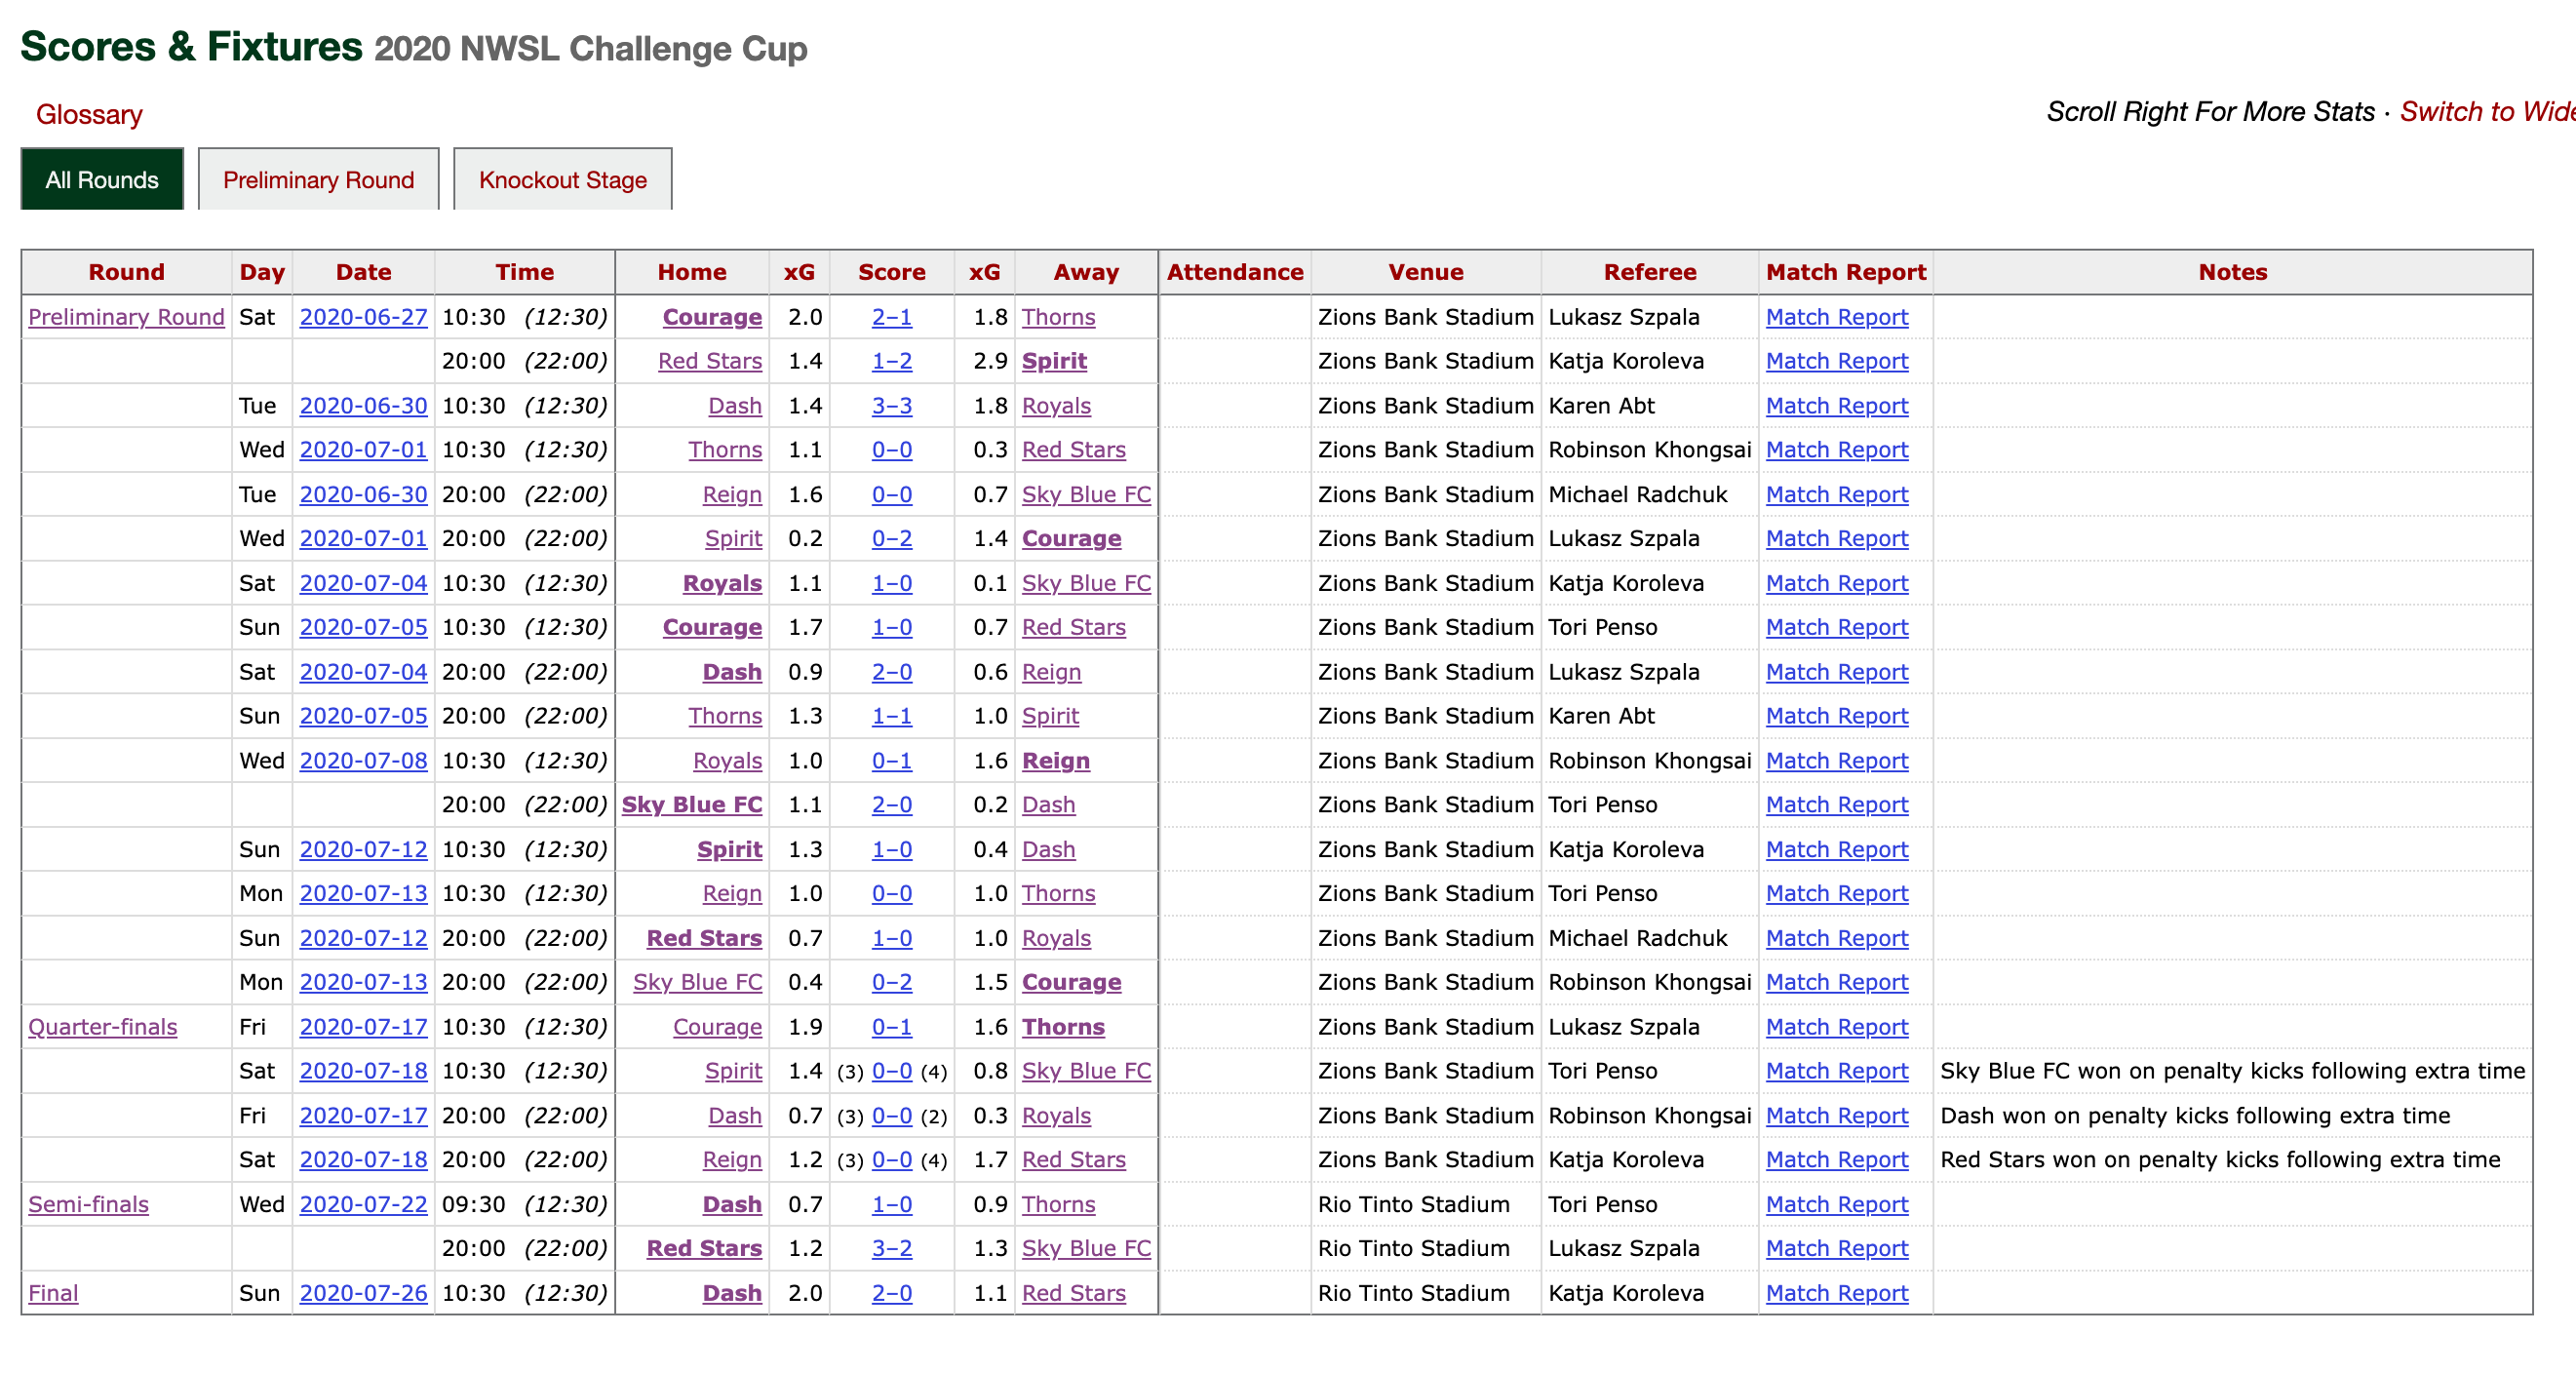 Scores & Fixtures 2020 NWSL Challenge Cup
Glossary
Scroll Right For More Stats · Switch to Wide
All Rounds Preliminary Round Knockout Stage
Round Day Date Time Home xG Score xG Away Attendance Venue Referee Match Report Notes
Preliminary Round Sat 2020-06-27 10:30 (12:30) Courage 2.0 2–1 1.8 Thorns Zions Bank Stadium Lukasz Szpala Match Report
20:00 (22:00) Red Stars 1.4 1–2 2.9 Spirit Zions Bank Stadium Katja Koroleva Match Report
Tue 2020-06-30 10:30 (12:30) Dash 1.4 3–3 1.8 Royals Zions Bank Stadium Karen Abt Match Report
Wed 2020-07-01 10:30 (12:30) Thorns 1.1 0–0 0.3 Red Stars Zions Bank Stadium Robinson Khongsai Match Report
Tue 2020-06-30 20:00 (22:00) Reign 1.6 0–0 0.7 Sky Blue FC Zions Bank Stadium Michael Radchuk Match Report
Wed 2020-07-01 20:00 (22:00) Spirit 0.2 0–2 1.4 Courage Zions Bank Stadium Lukasz Szpala Match Report
Sat 2020-07-04 10:30 (12:30) Royals 1.1 1–0 0.1 Sky Blue FC Zions Bank Stadium Katja Koroleva Match Report
Sun 2020-07-05 10:30 (12:30) Courage 1.7 1–0 0.7 Red Stars Zions Bank Stadium Tori Penso Match Report
Sat 2020-07-04 20:00 (22:00) Dash 0.9 2–0 0.6 Reign Zions Bank Stadium Lukasz Szpala Match Report
Sun 2020-07-05 20:00 (22:00) Thorns 1.3 1–1 1.0 Spirit Zions Bank Stadium Karen Abt Match Report
Wed 2020-07-08 10:30 (12:30) Royals 1.0 0–1 1.6 Reign Zions Bank Stadium Robinson Khongsai Match Report
20:00 (22:00) Sky Blue FC 1.1 2–0 0.2 Dash Zions Bank Stadium Tori Penso Match Report
Sun 2020-07-12 10:30 (12:30) Spirit 1.3 1–0 0.4 Dash Zions Bank Stadium Katja Koroleva Match Report
Mon 2020-07-13 10:30 (12:30) Reign 1.0 0–0 1.0 Thorns Zions Bank Stadium Tori Penso Match Report
Sun 2020-07-12 20:00 (22:00) Red Stars 0.7 1–0 1.0 Royals Zions Bank Stadium Michael Radchuk Match Report
Mon 2020-07-13 20:00 (22:00) Sky Blue FC 0.4 0–2 1.5 Courage Zions Bank Stadium Robinson Khongsai Match Report
Quarter-finals Fri 2020-07-17 10:30 (12:30) Courage 1.9 0–1 1.6 Thorns Zions Bank Stadium Lukasz Szpala Match Report
Sat 2020-07-18 10:30 (12:30) Spirit 1.4 (3) 0–0 (4) 0.8 Sky Blue FC Zions Bank Stadium Tori Penso Match Report Sky Blue FC won on penalty kicks following extra time
Fri 2020-07-17 20:00 (22:00) Dash 0.7 (3) 0–0 (2) 0.3 Royals Zions Bank Stadium Robinson Khongsai Match Report Dash won on penalty kicks following extra time
Sat 2020-07-18 20:00 (22:00) Reign 1.2 (3) 0–0 (4) 1.7 Red Stars Zions Bank Stadium Katja Koroleva Match Report Red Stars won on penalty kicks following extra time
Semi-finals Wed 2020-07-22 09:30 (12:30) Dash 0.7 1–0 0.9 Thorns Rio Tinto Stadium Tori Penso Match Report
20:00 (22:00) Red Stars 1.2 3–2 1.3 Sky Blue FC Rio Tinto Stadium Lukasz Szpala Match Report
Final Sun 2020-07-26 10:30 (12:30) Dash 2.0 2–0 1.1 Red Stars Rio Tinto Stadium Katja Koroleva Match Report